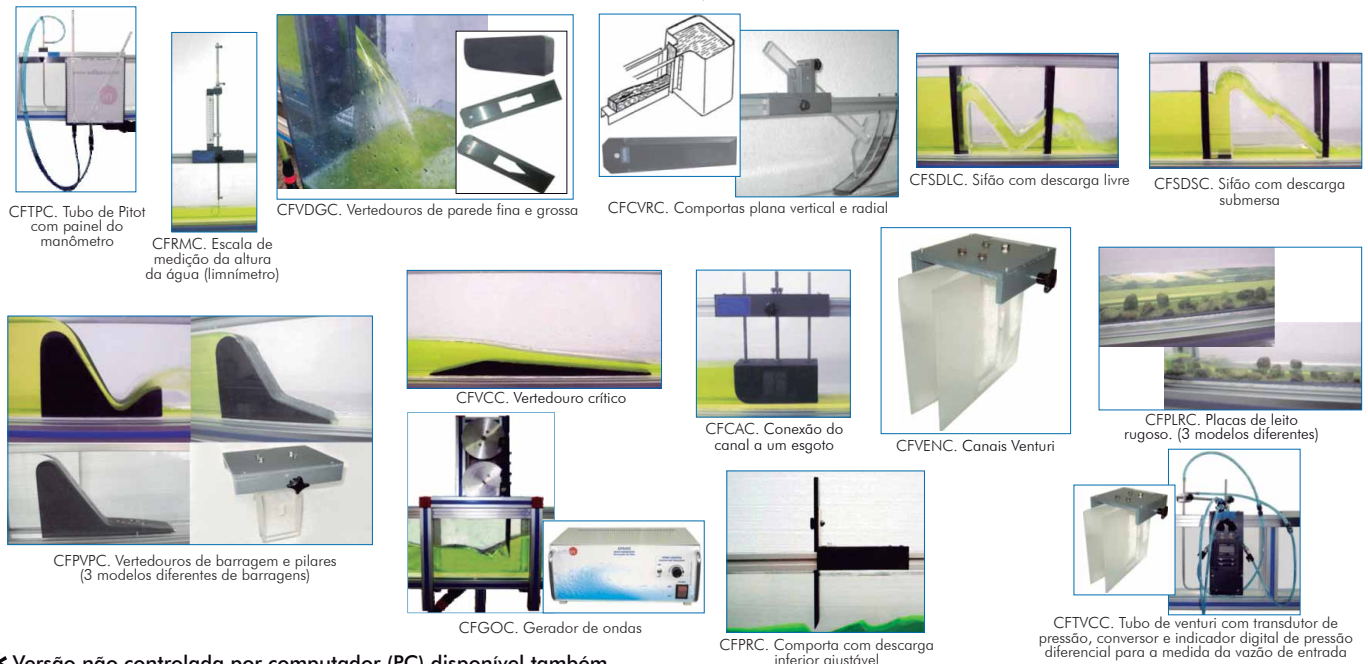 CFTPC. Tubo de Pitot
com painel do
manômetro
CFRMC. Escala de
medição da altura
da água (limnímetro)
CFVDGC. Vertedouros de parede fina e grossa
CFCVRC. Comportas plana vertical e radial
CFSDLC. Sifão com descarga livre
CFSDSC. Sifão com descarga
submersa
CFPVPC. Vertedouros de barragem e pilares
(3 modelos diferentes de barragens)
CFVCC. Vertedouro crítico
CFCAC. Conexão do
canal a um esgoto
CFVENC. Canais Venturi
CFPLRC. Placas de leito
rugoso. (3 modelos diferentes)
CFGOC. Gerador de ondas
CFPRC. Comporta com descarga
inferior ajustável
CFTVCC. Tubo de venturi com transdutor de
pressão, conversor e indicador digital de pressão
diferencial para a medida da vazão de entrada
Versão não controlada por computador (PC) disponível também